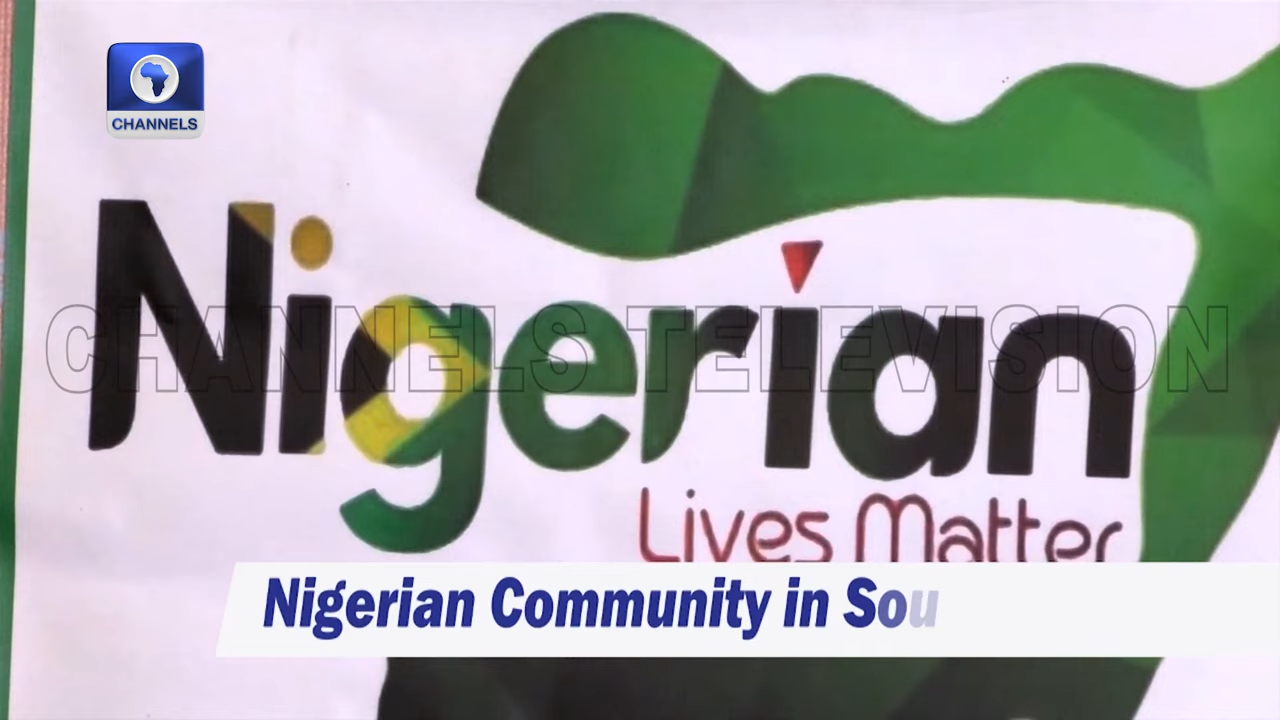 CHANNELS
Nigerian
CHANNELS TELEVISION
Lives Matter
Nigerian Community in Sou